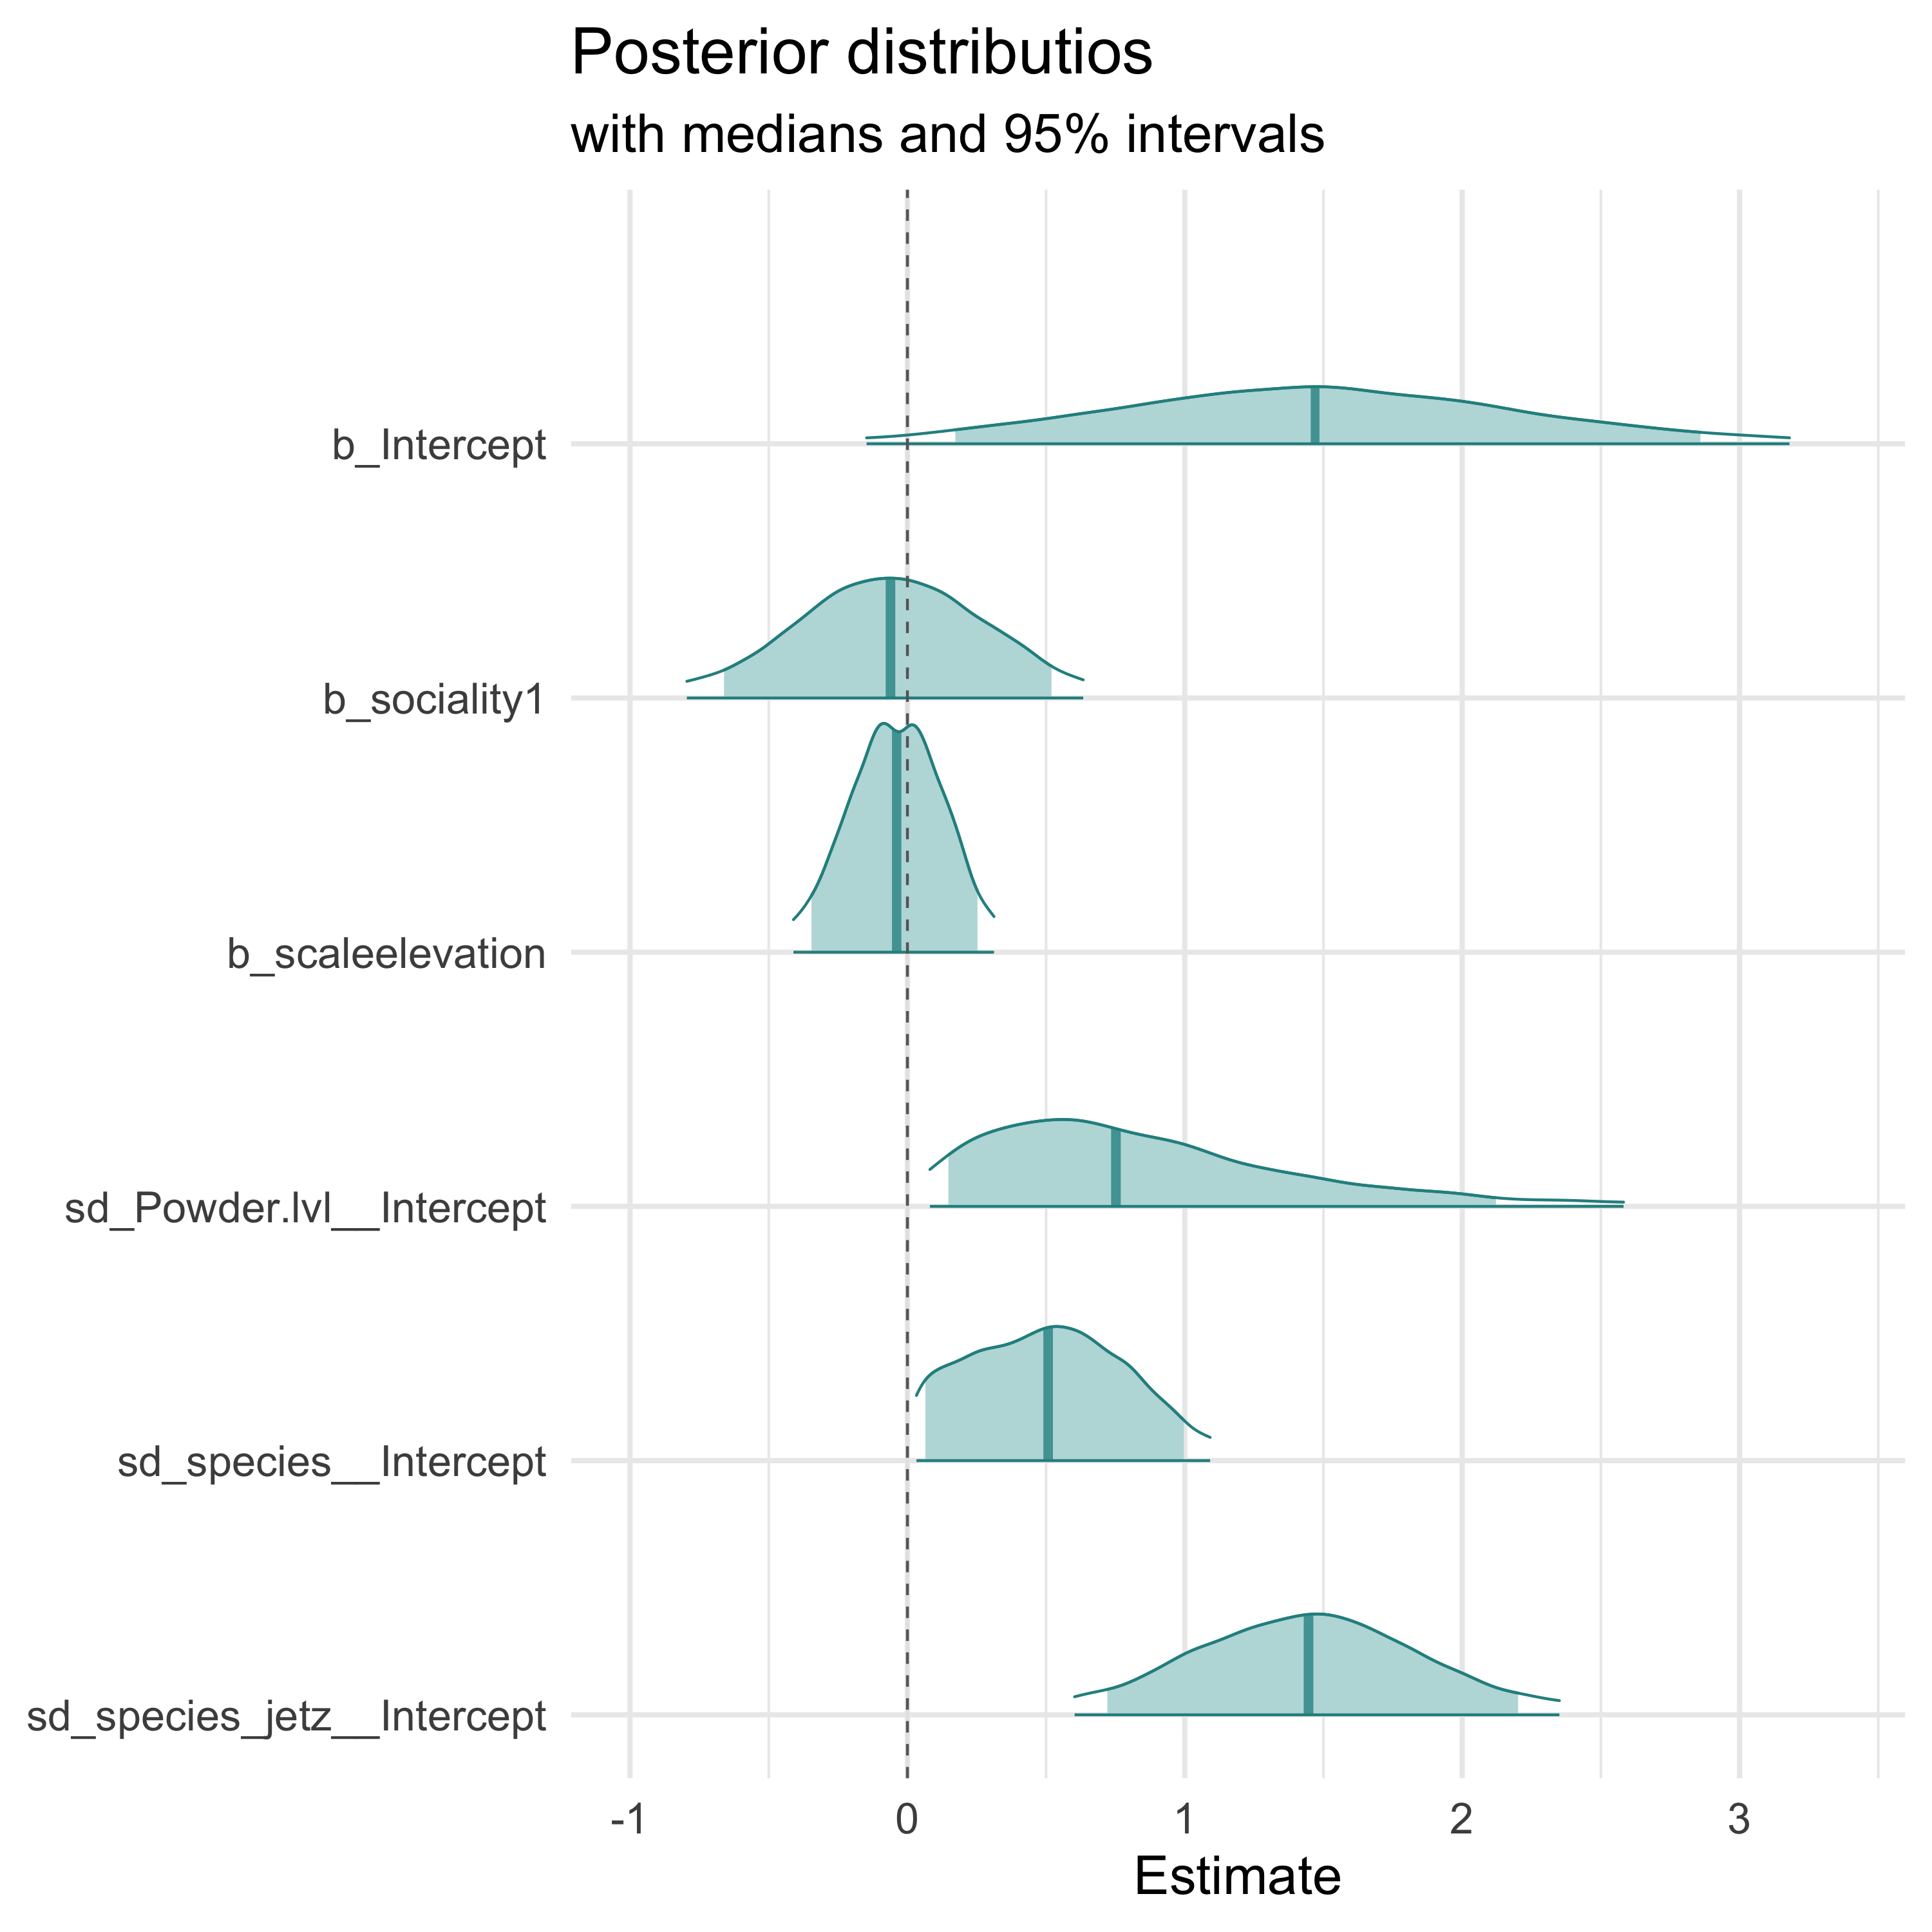 Posterior distributios
with medians and 95% intervals
b_Intercept
b_sociality1
b_scaleelevation
sd_Powder.lvl__Intercept
sd_species__Intercept
sd_species_jetz__Intercept
-1 0 1 2 3
Estimate